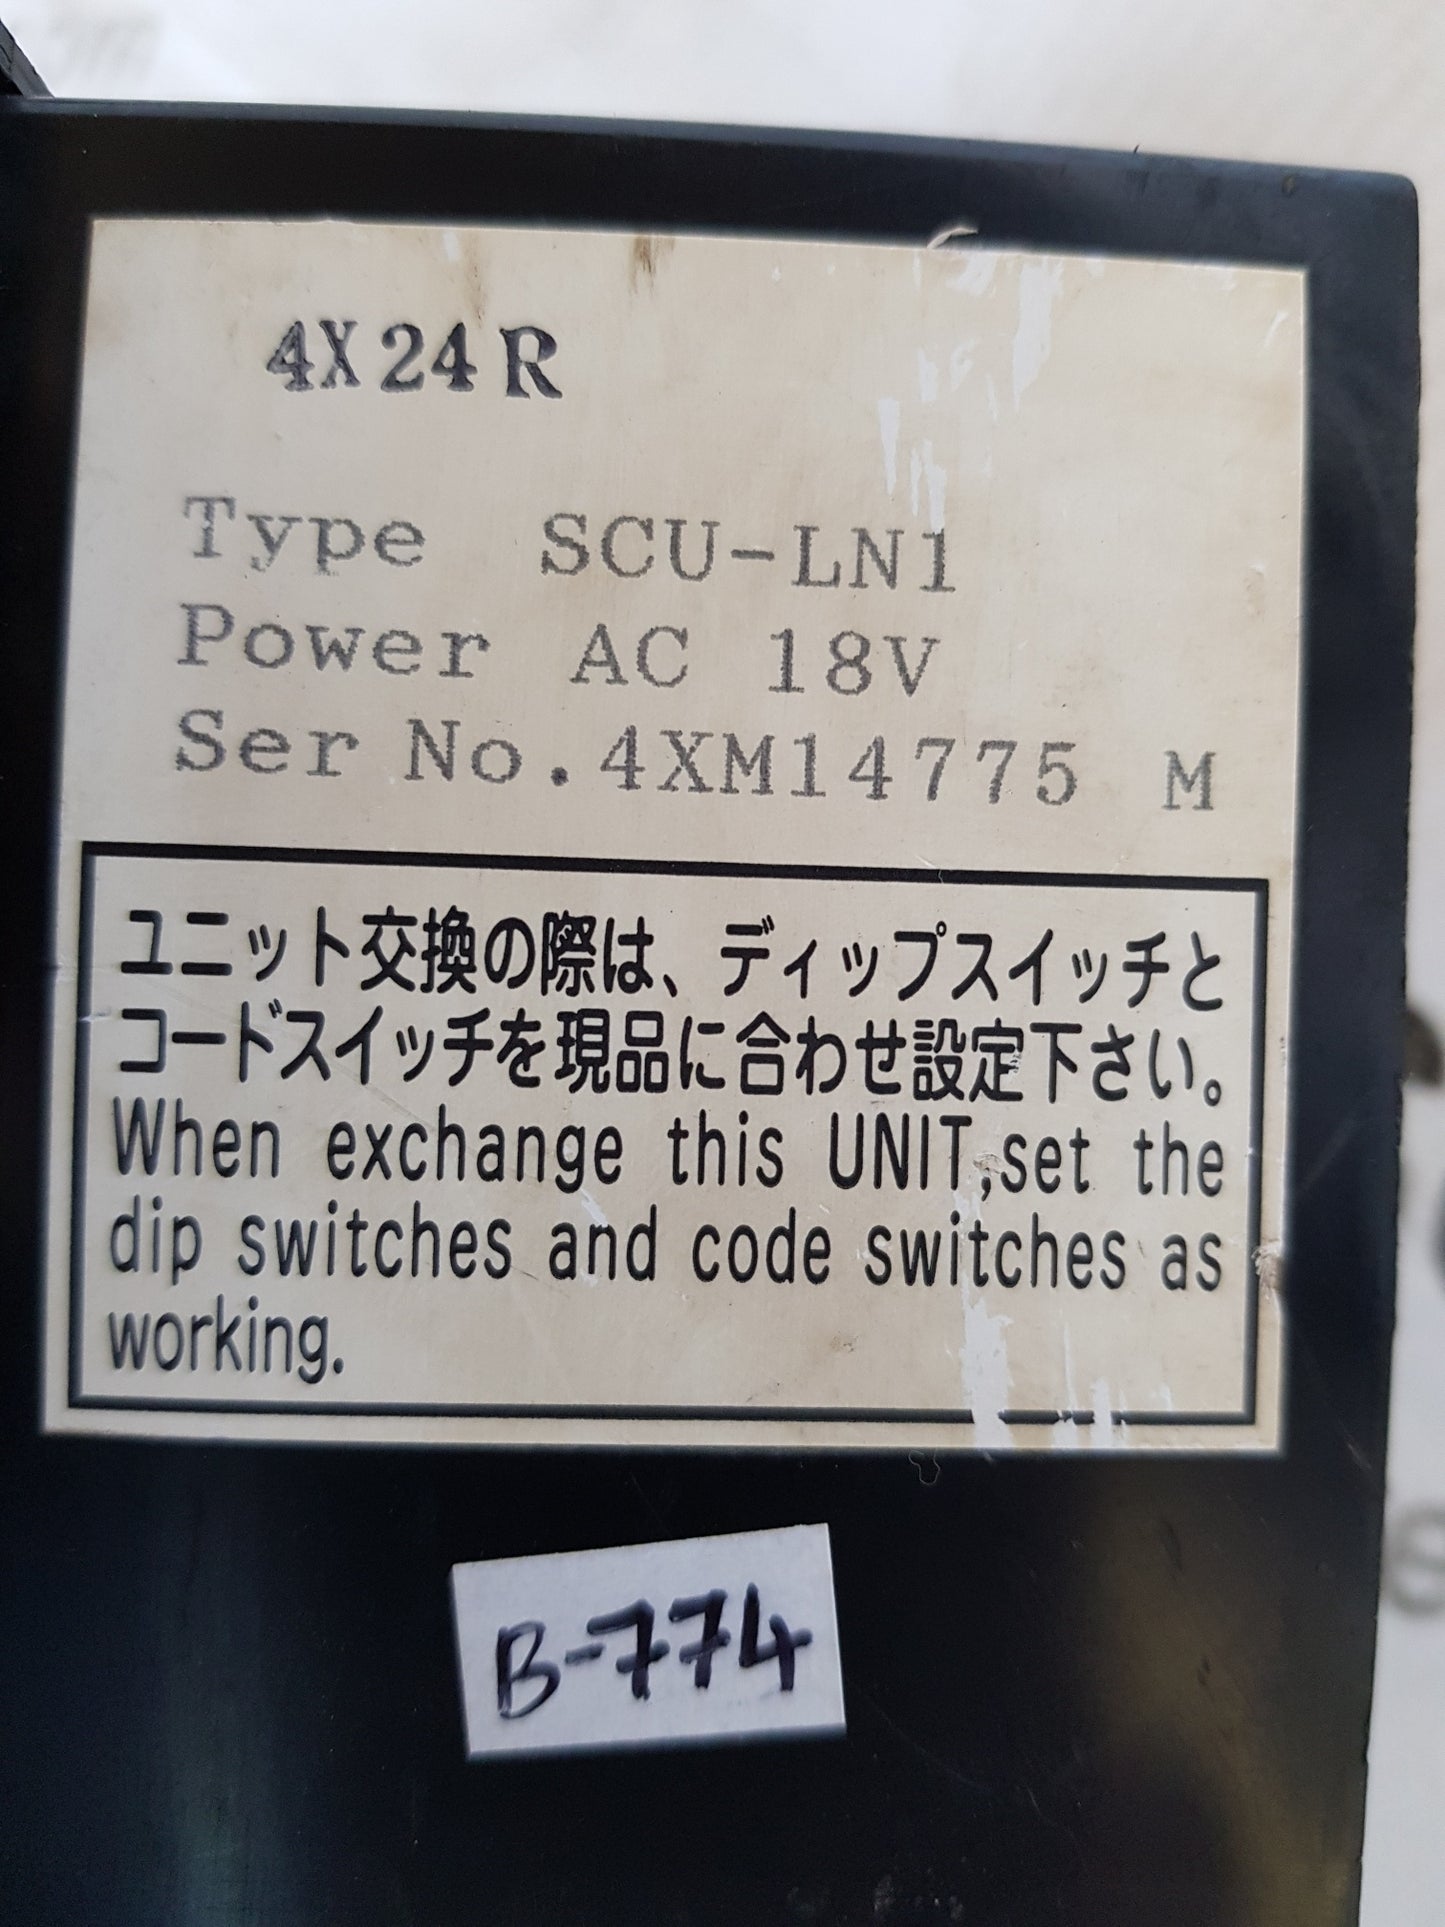 4X24R
Type SCU-LN1
Power AC 18V
Ser No.4XM14775 M
ユニット交換の際は、ディップスイッチと
コードスイッチを現品に合わせ設定下さい。
When exchange this UNIT,set the
dip switches and code switches as
working.
B-774